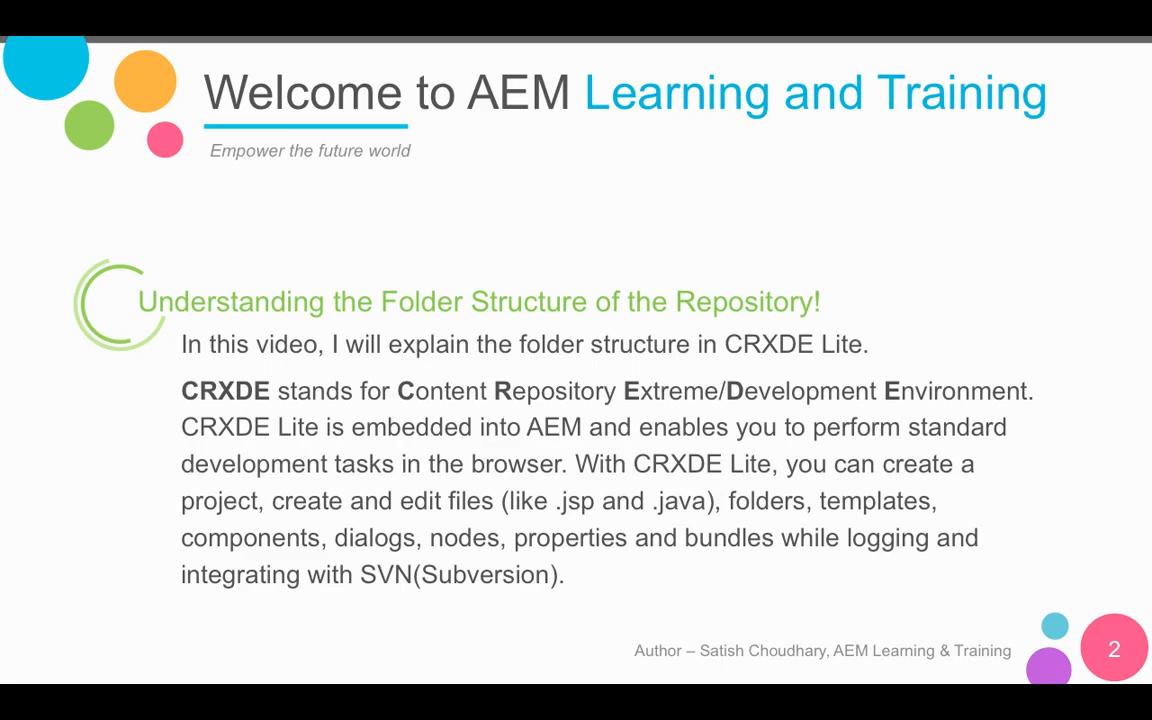 Welcome to AEM Learning and Training
Empower the future world
Understanding the Folder Structure of the Repository!
In this video, I will explain the folder structure in CRXDE Lite.
CRXDE stands for Content Repository Extreme/Development Environment.
CRXDE Lite is embedded into AEM and enables you to perform standard
development tasks in the browser. With CRXDE Lite, you can create a
project, create and edit files (like .jsp and .java), folders, templates,
components, dialogs, nodes, properties and bundles while logging and
integrating with SVN(Subversion).
Author – Satish Choudhary, AEM Learning & Training
2